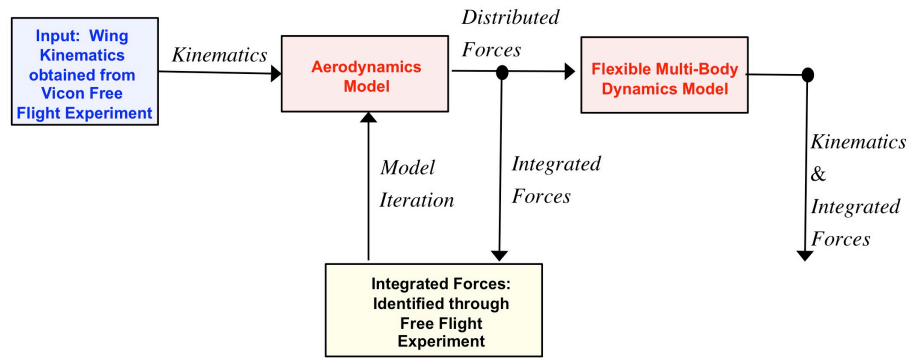 Input: Wing
Kinematics
obtained from
Vicon Free
Flight Experiment
Kinematics
Aerodynamics
Model
Distributed
Forces
Flexible Multi-Body
Dynamics Model
Model
Iteration
Integrated
Forces
Kinematics
&
Integrated
Forces
Integrated Forces:
Identified through
Free Flight
Experiment